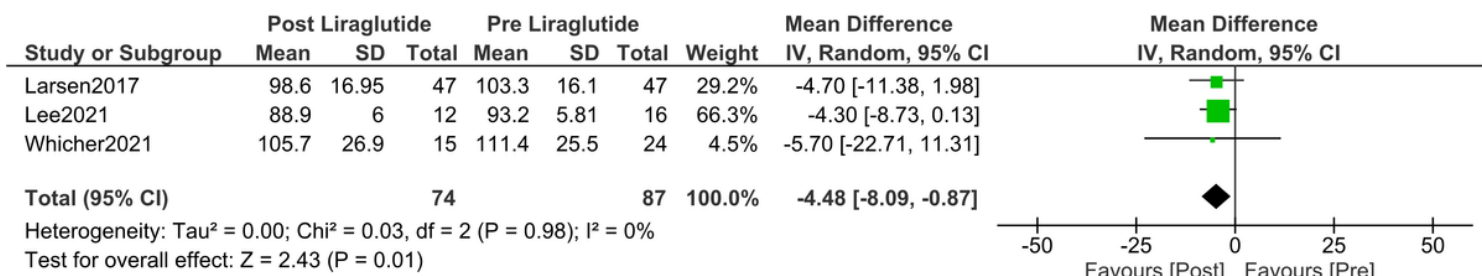 Post Liraglutide Pre Liraglutide Mean Difference Mean Difference
Study or Subgroup Mean SD Total Mean SD Total Weight IV, Random, 95% CI IV, Random, 95% CI
Larsen2017 98.6 16.95 47 103.3 16.1 47 29.2% -4.70 [-11.38, 1.98]
Lee2021 88.9 6 12 93.2 5.81 16 66.3% -4.30 [-8.73, 0.13]
Whicher2021 105.7 26.9 15 111.4 25.5 24 4.5% -5.70 [-22.71, 11.31]
Total (95% CI) 74 87 100.0% -4.48 [-8.09, -0.87]
Heterogeneity: Tau² = 0.00; Chi² = 0.03, df = 2 (P = 0.98); I² = 0%
Test for overall effect: Z = 2.43 (P = 0.01)
-50 -25 0 25 50
Favours [Post] Favours [Pre]